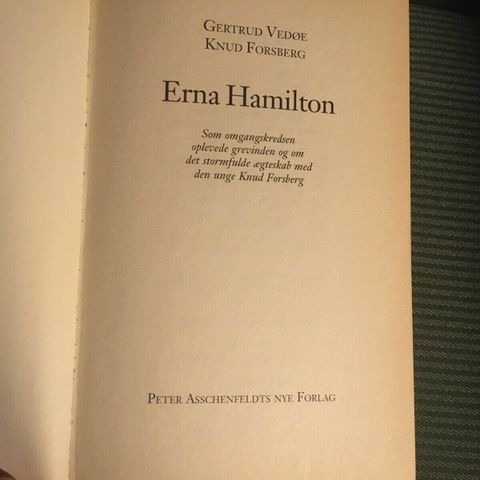 GERTRUD VEDØE
KNUD FORSBERG
Erna Hamilton
Som omgangskredsen
oplevede grevinden og om
det stormfulde ægteskab med
den unge Knud Forsberg
PETER ASSCHENFELDTS NYE FORLAG